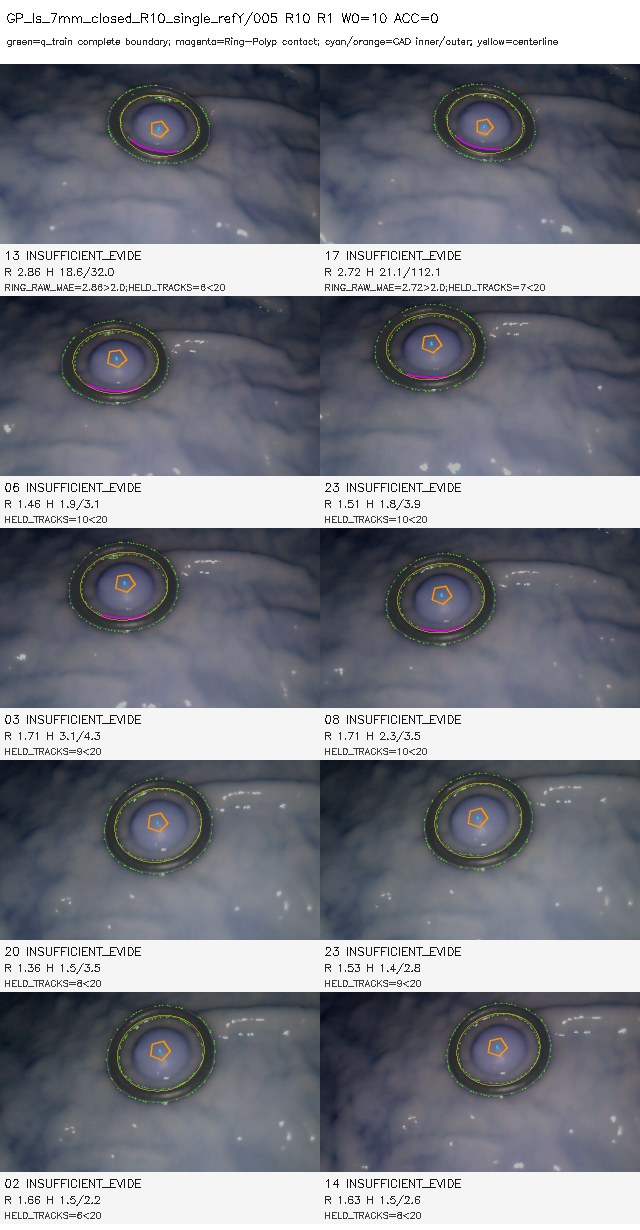 GP_Is_7mm_closed_R10_single_refY/005 R10 R1 WO=10 ACC=0
green=q_train complete boundary; magenta=Ring-Polyp contact; cyan/orange=CAD inner/outer; yellow=centerline
13 INSUFFICIENT_EVIDE
R 2.86 H 18.6/32.0
RING_RAW_MAE=2.86>2.0;HELD_TRACKS=6<20
17 INSUFFICIENT_EVIDE
R 2.72 H 21.1/112.1
RING_RAW_MAE=2.72>2.0;HELD_TRACKS=7<20
06 INSUFFICIENT_EVIDE
R 1.46 H 1.9/3.1
HELD_TRACKS=10<20
23 INSUFFICIENT_EVIDE
R 1.51 H 1.8/3.9
HELD_TRACKS=10<20
03 INSUFFICIENT_EVIDE
R 1.71 H 3.1/4.3
HELD_TRACKS=9<20
08 INSUFFICIENT_EVIDE
R 1.71 H 2.3/3.5
HELD_TRACKS=10<20
20 INSUFFICIENT_EVIDE
R 1.36 H 1.5/3.5
HELD_TRACKS=8<20
23 INSUFFICIENT_EVIDE
R 1.53 H 1.4/2.8
HELD_TRACKS=9<20
02 INSUFFICIENT_EVIDE
R 1.66 H 1.5/2.2
HELD_TRACKS=6<20
14 INSUFFICIENT_EVIDE
R 1.63 H 1.5/2.6
HELD_TRACKS=8<20